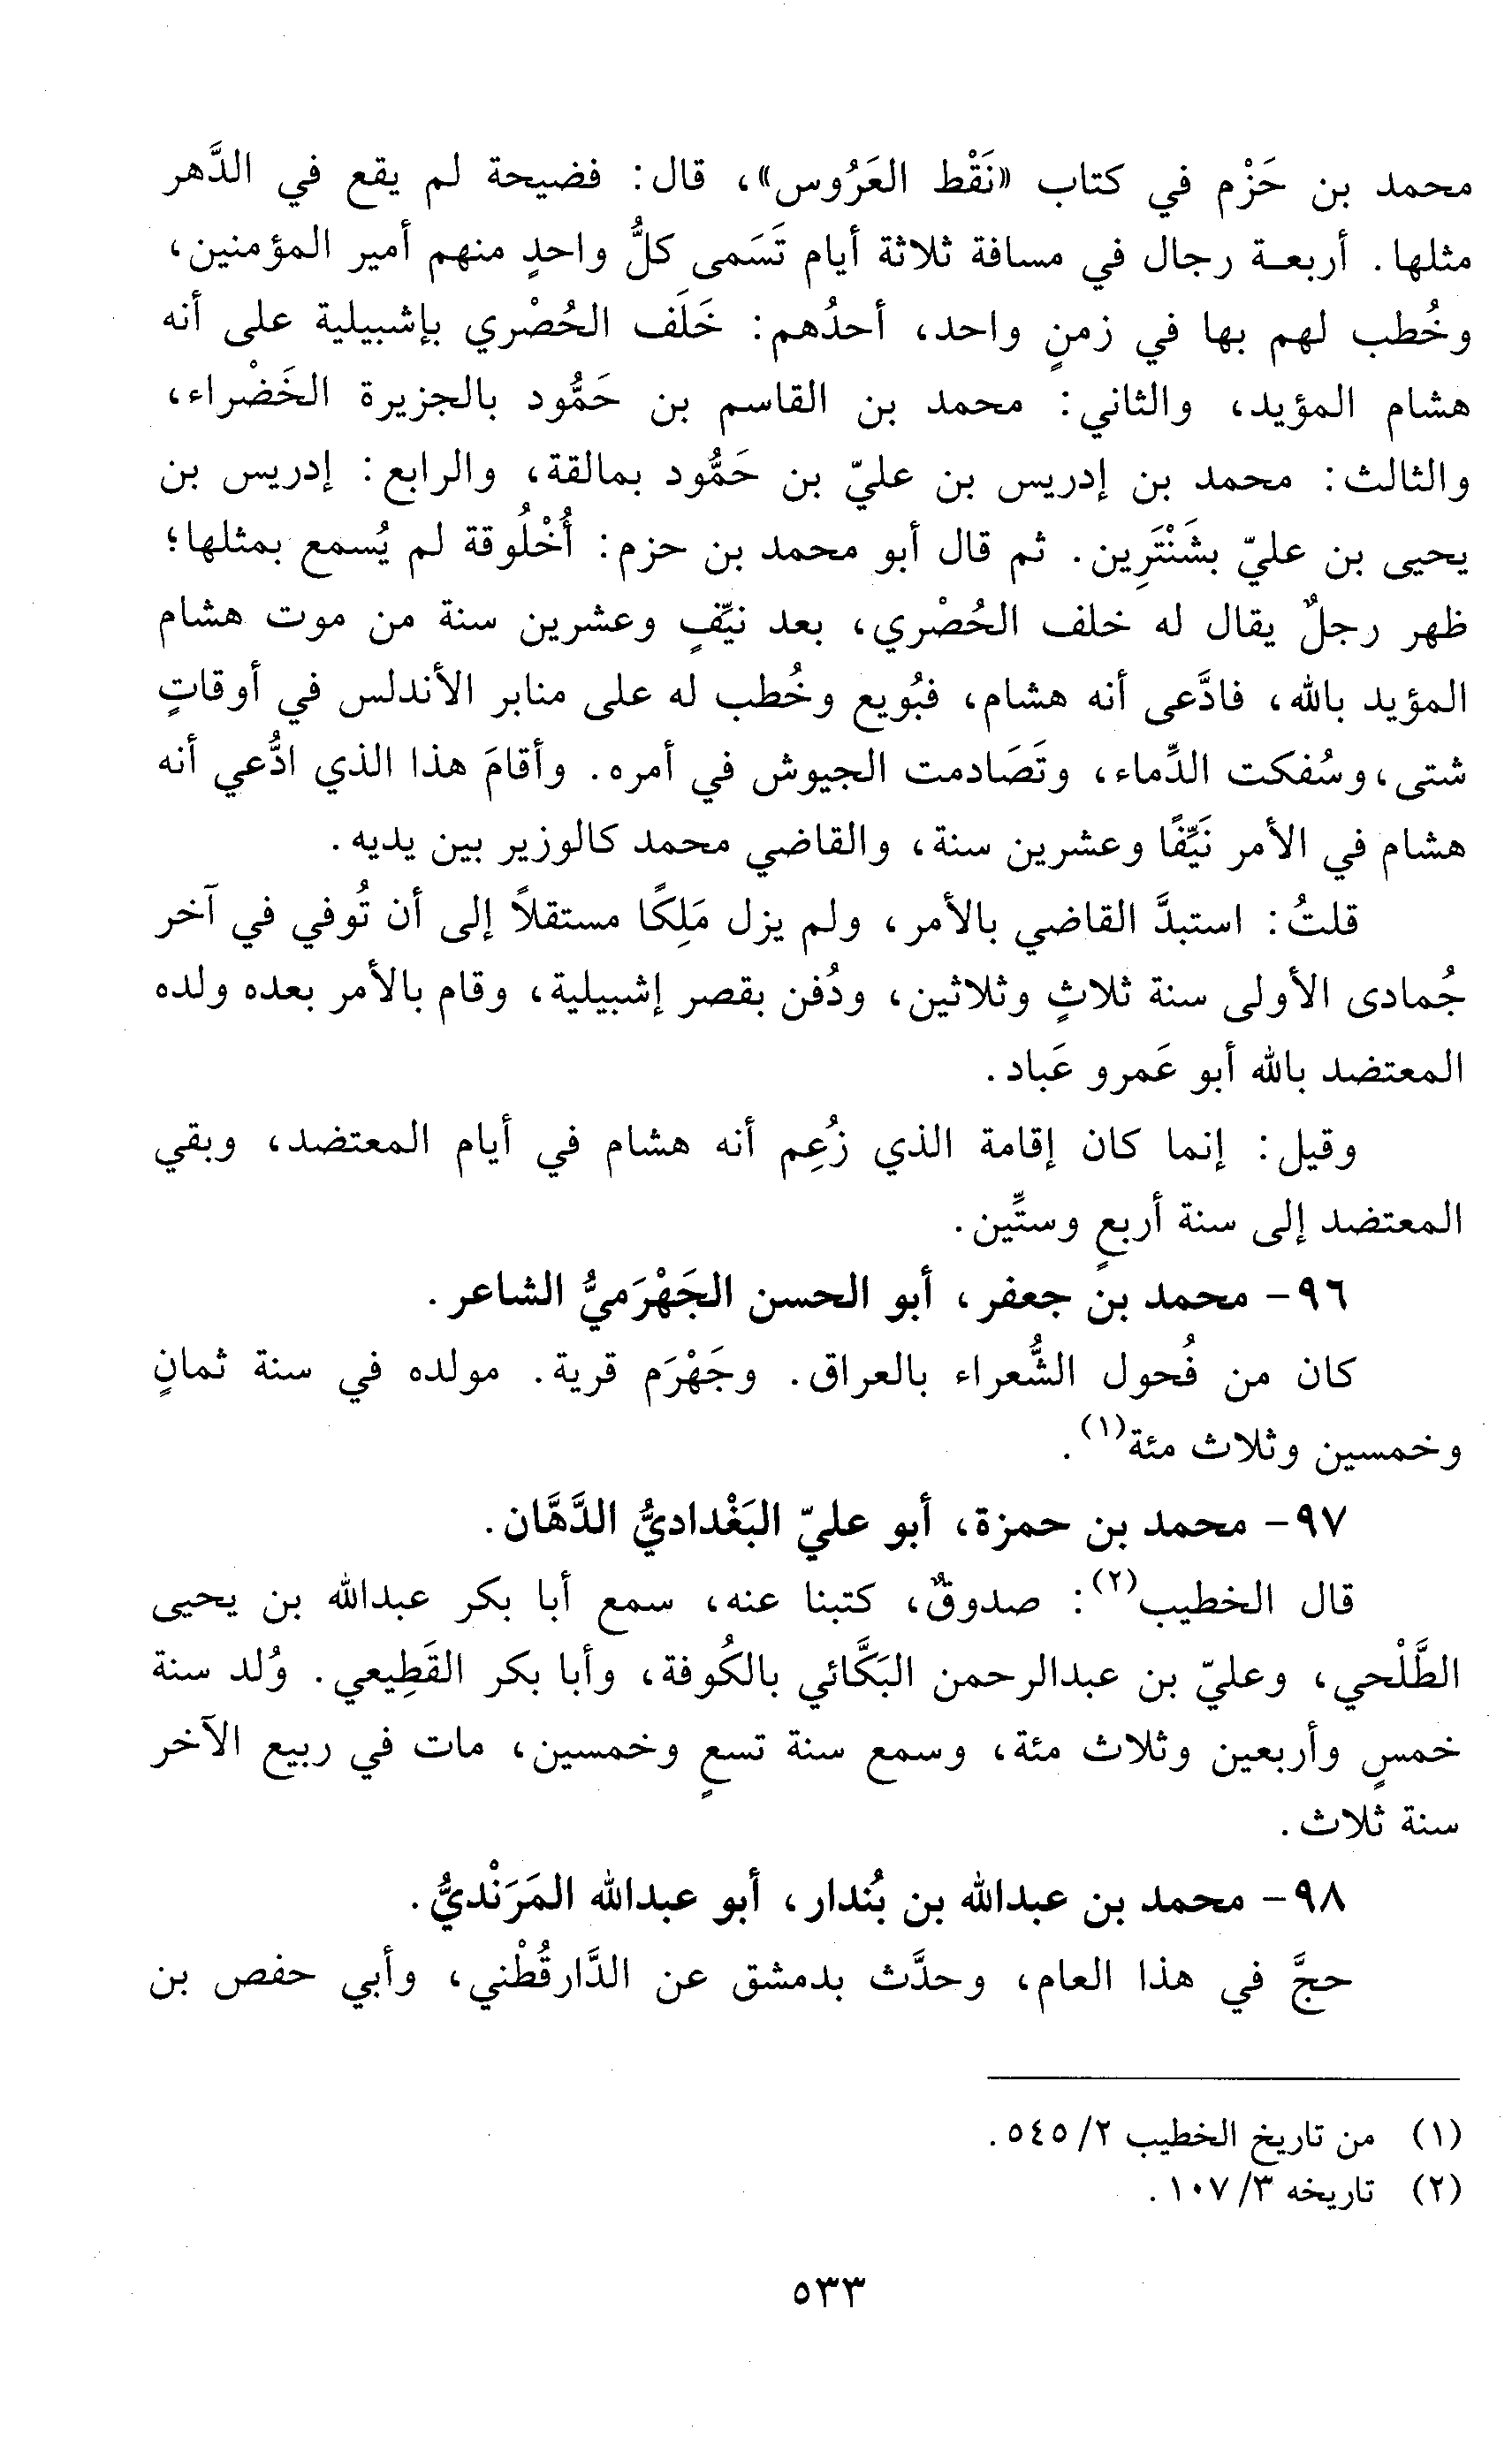 محمد بن حَزْم في كتاب «نَقْط العَرُوس»، قال: فضيحة لم يقع في الدَّهر
مثلها. أربعـة رجال في مسافة ثلاثة أيام تَسَمى كلُّ واحدٍ منهم أمير المؤمنين،
وخُطب لهم بها في زمنٍ واحد، أحدُهم: خَلَف الحُصْري بإشبيلية على أنه
هشام المؤيد، والثاني: محمد بن القاسم بن حَمُّود بالجزيرة الخَضْراء،
والثالث: محمد بن إدريس بن عليّ بن حَمُّود بمالقة، والرابع: إدريس بن
يحيى بن عليّ بشَنْتَرِين. ثم قال أبو محمد بن حزم: أُخْلُوقة لم يُسمع بمثلها؛
ظهر رجلٌ يقال له خلف الحُصْري، بعد نيِّفٍ وعشرين سنة من موت هشام
المؤيد بالله، فادَّعى أنه هشام، فبُويع وخُطب له على منابر الأندلس في أوقاتٍ
شتى، وسُفكت الدِّماء، وتَصَادمت الجيوش في أمره. وأقامَ هذا الذي ادُّعي أنه
هشام في الأمر نَيِّفًا وعشرين سنة، والقاضي محمد كالوزير بين يديه.
قلتُ: استبدَّ القاضي بالأمر، ولم يزل مَلِكًا مستقلاً إلى أن تُوفي في آخر
جُمادى الأولى سنة ثلاثٍ وثلاثين، ودُفن بقصر إشبيلية، وقام بالأمر بعده ولده
المعتضد بالله أبو عَمرو عَباد.
وقيل: إنما كان إقامة الذي زُعِم أنه هشام في أيام المعتضد، وبقي
المعتضد إلى سنة أربعٍ وستِّين.
٩٦- محمد بن جعفر، أبو الحسن الجَهْرَميُّ الشاعر.
كان من فُحول الشُّعراء بالعراق. وجَهْرَم قرية. مولده في سنة ثمانٍ
وخمسين وثلاث مئة(١).
٩٧- محمد بن حمزة، أبو عليّ البَغْداديُّ الدَّهَّان.
قال الخطيب(٢): صدوقٌ، كتبنا عنه، سمع أبا بكر عبدالله بن يحيى
الطَّلْحي، وعليّ بن عبدالرحمن البَكَّائي بالكُوفة، وأبا بكر القَطِيعي. وُلد سنة
خمسٍ وأربعين وثلاث مئة، وسمع سنة تسعٍ وخمسين، مات في ربيع الآخر
سنة ثلاث.
٩٨- محمد بن عبدالله بن بُندار، أبو عبدالله المَرَنْديُّ.
حجَّ في هذا العام، وحدَّث بدمشق عن الدَّارقُطْني، وأبي حفص بن
(١) من تاريخ الخطيب ٢/ ٥٤٥.
(٢) تاريخه ٣/ ١٠٧.
٥٣٣